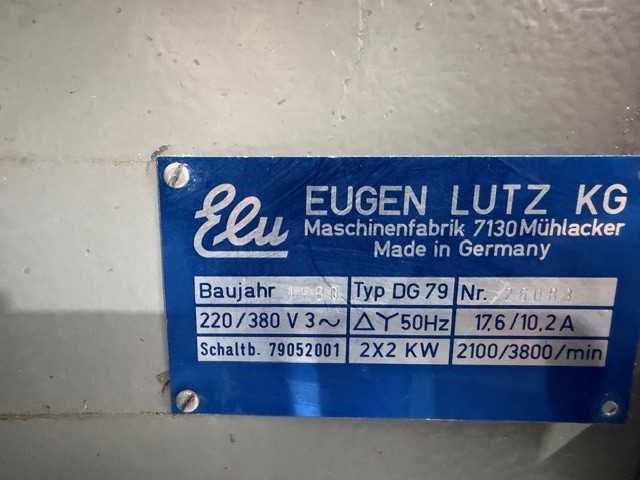 Elu
EUGEN LUTZ KG
Maschinenfabrik 7130 Mühlacker
Made in Germany
Baujahr 1980 Typ DG 79 Nr.
220/380 V 3~ △Y 50Hz 17,6/10,2 A
Schaltb. 79052001 2X2 KW 2100/3800/min